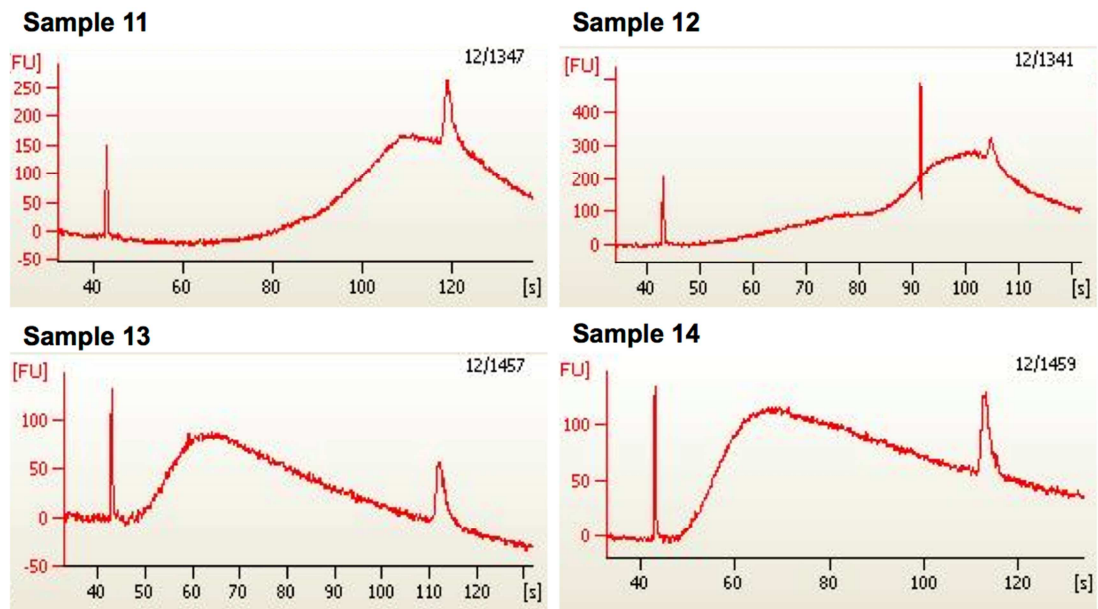 Sample 11
12/1347
[FU]
250
200
150
100
50
0
-50
40 60 80 100 120 [s]
Sample 12
12/1341
[FU]
400
300
200
100
0
40 50 60 70 80 90 100 110 [s]
Sample 13
12/1457
[FU]
100
50
0
-50
40 50 60 70 80 90 100 110 120 [s]
Sample 14
12/1459
FU]
100
50
0
40 60 80 100 120 [s]